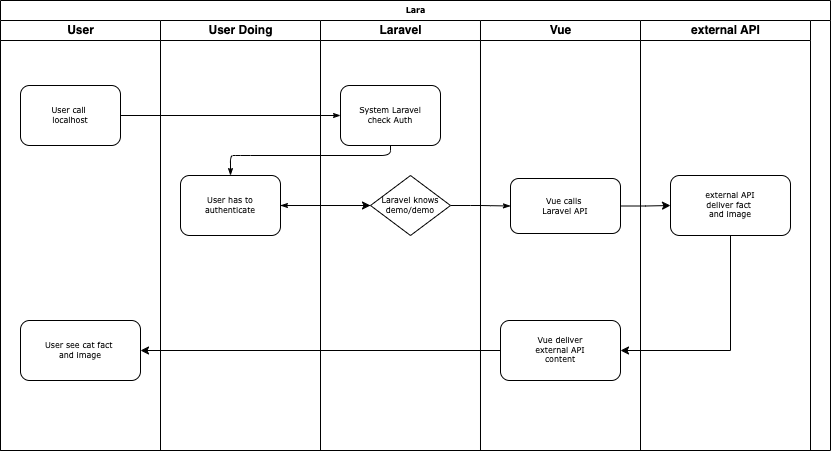 Lara
User
User Doing
Laravel
Vue
external API
User call
localhost
System Laravel
check Auth
User has to
authenticate
Laravel knows
demo/demo
Vue calls
Laravel API
external API
deliver fact
and image
User see cat fact
and image
Vue deliver
external API
content